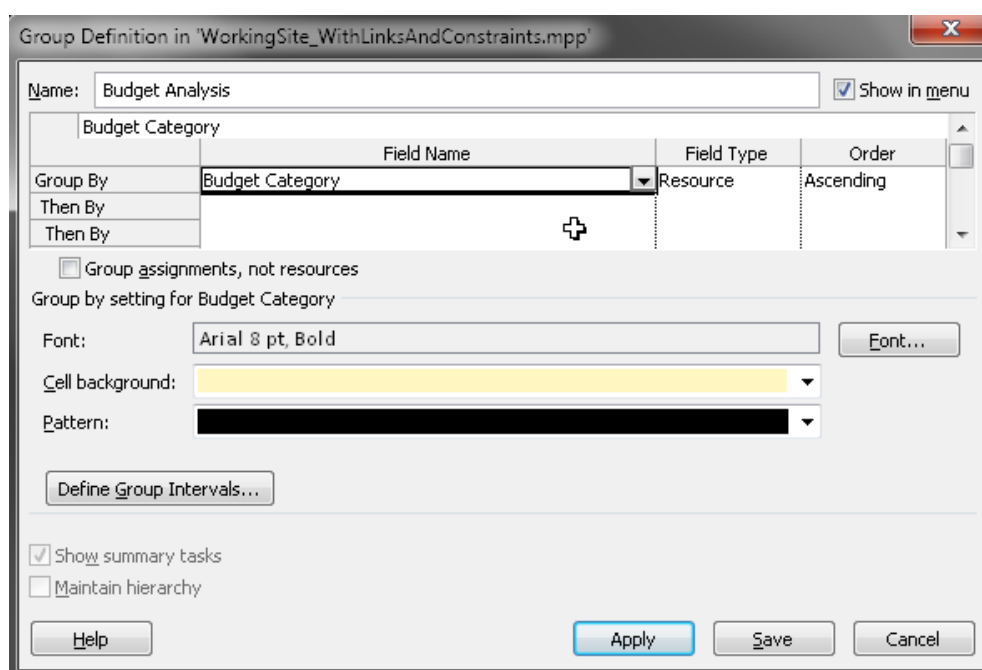 Group Definition in 'WorkingSite_WithLinksAndConstraints.mpp'
Name: Budget Analysis Show in menu
Budget Category
Field Name Field Type Order
Group By Budget Category Resource Ascending
Then By
Then By
Group assignments, not resources
Group by setting for Budget Category
Font: Arial 8 pt, Bold Font...
Cell background:
Pattern:
Define Group Intervals...
Show summary tasks
Maintain hierarchy
Help Apply Save Cancel